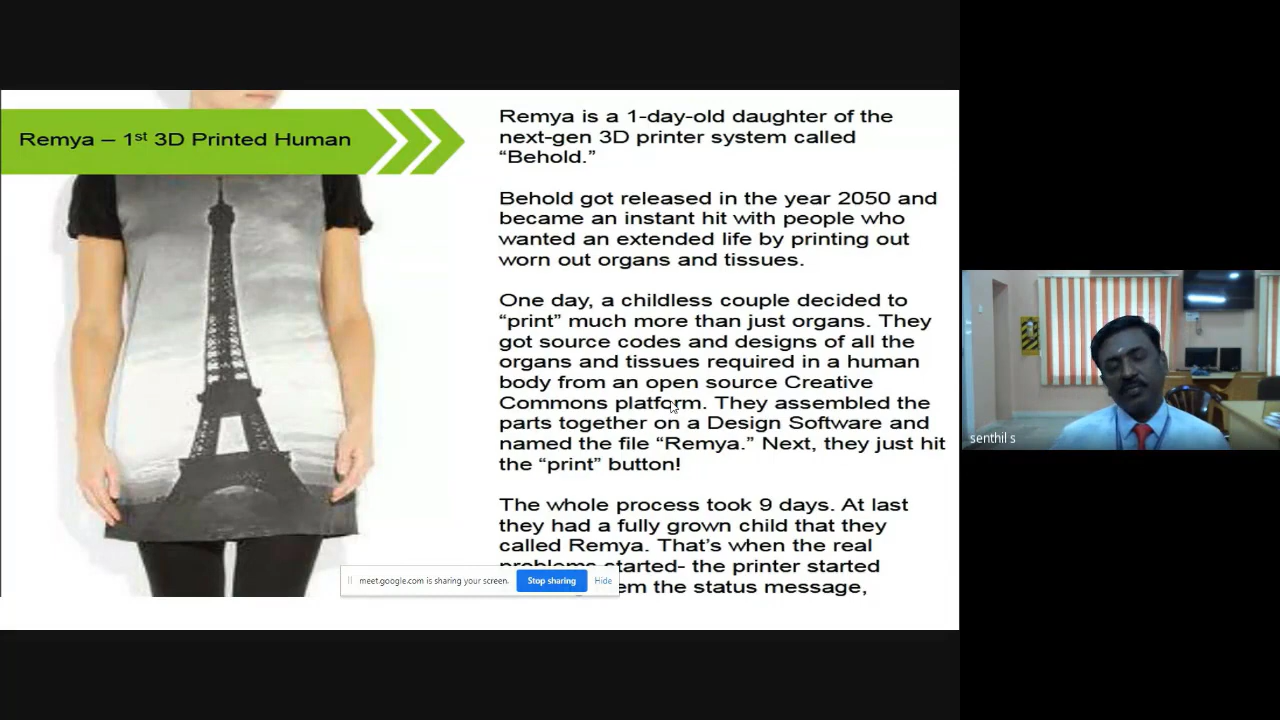 Remya – 1st 3D Printed Human
Remya is a 1-day-old daughter of the
next-gen 3D printer system called
“Behold.”
Behold got released in the year 2050 and
became an instant hit with people who
wanted an extended life by printing out
worn out organs and tissues.
One day, a childless couple decided to
“print” much more than just organs. They
got source codes and designs of all the
organs and tissues required in a human
body from an open source Creative
Commons platform. They assembled the
parts together on a Design Software and
named the file “Remya.” Next, they just hit
the “print” button!
The whole process took 9 days. At last
they had a fully grown child that they
called Remya. That’s when the real
problems started- the printer started
the status message,
meet.google.com is sharing your screen.
Stop sharing
Hide
senthil s